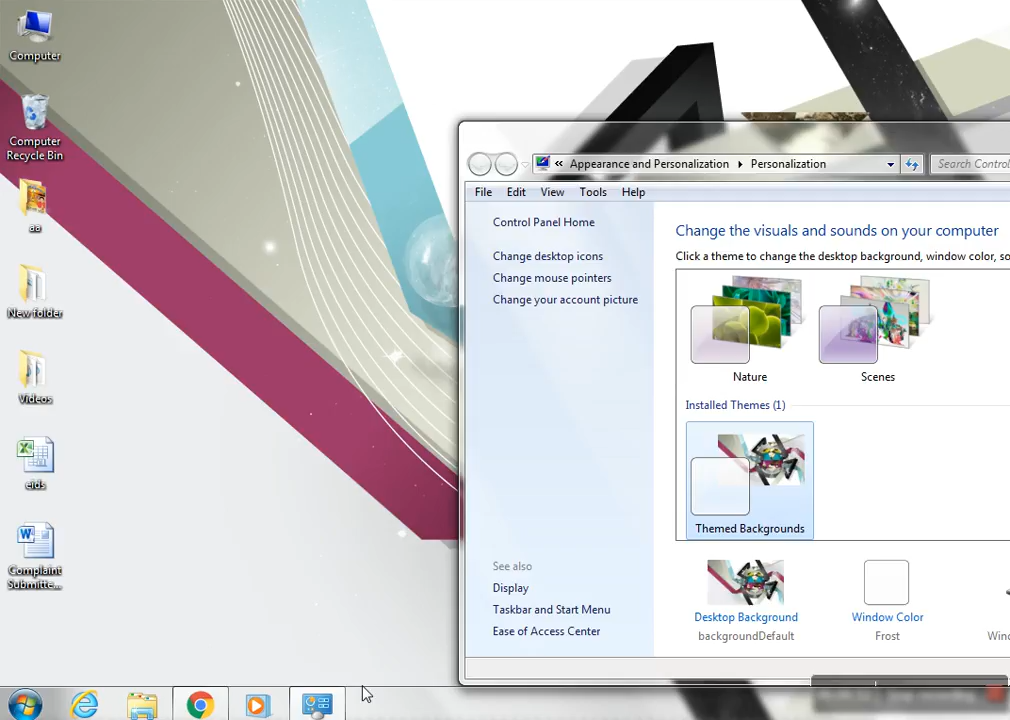 Computer
Computer
Recycle Bin
aa
New folder
Videos
eids
Complaint
Submitte...
« Appearance and Personalization Personalization
Search Control
File Edit View Tools Help
Control Panel Home
Change desktop icons
Change mouse pointers
Change your account picture
See also
Display
Taskbar and Start Menu
Ease of Access Center
Change the visuals and sounds on your computer
Click a theme to change the desktop background, window color, so
Nature
Scenes
Installed Themes (1)
Themed Backgrounds
Desktop Background
backgroundDefault
Window Color
Frost
Win